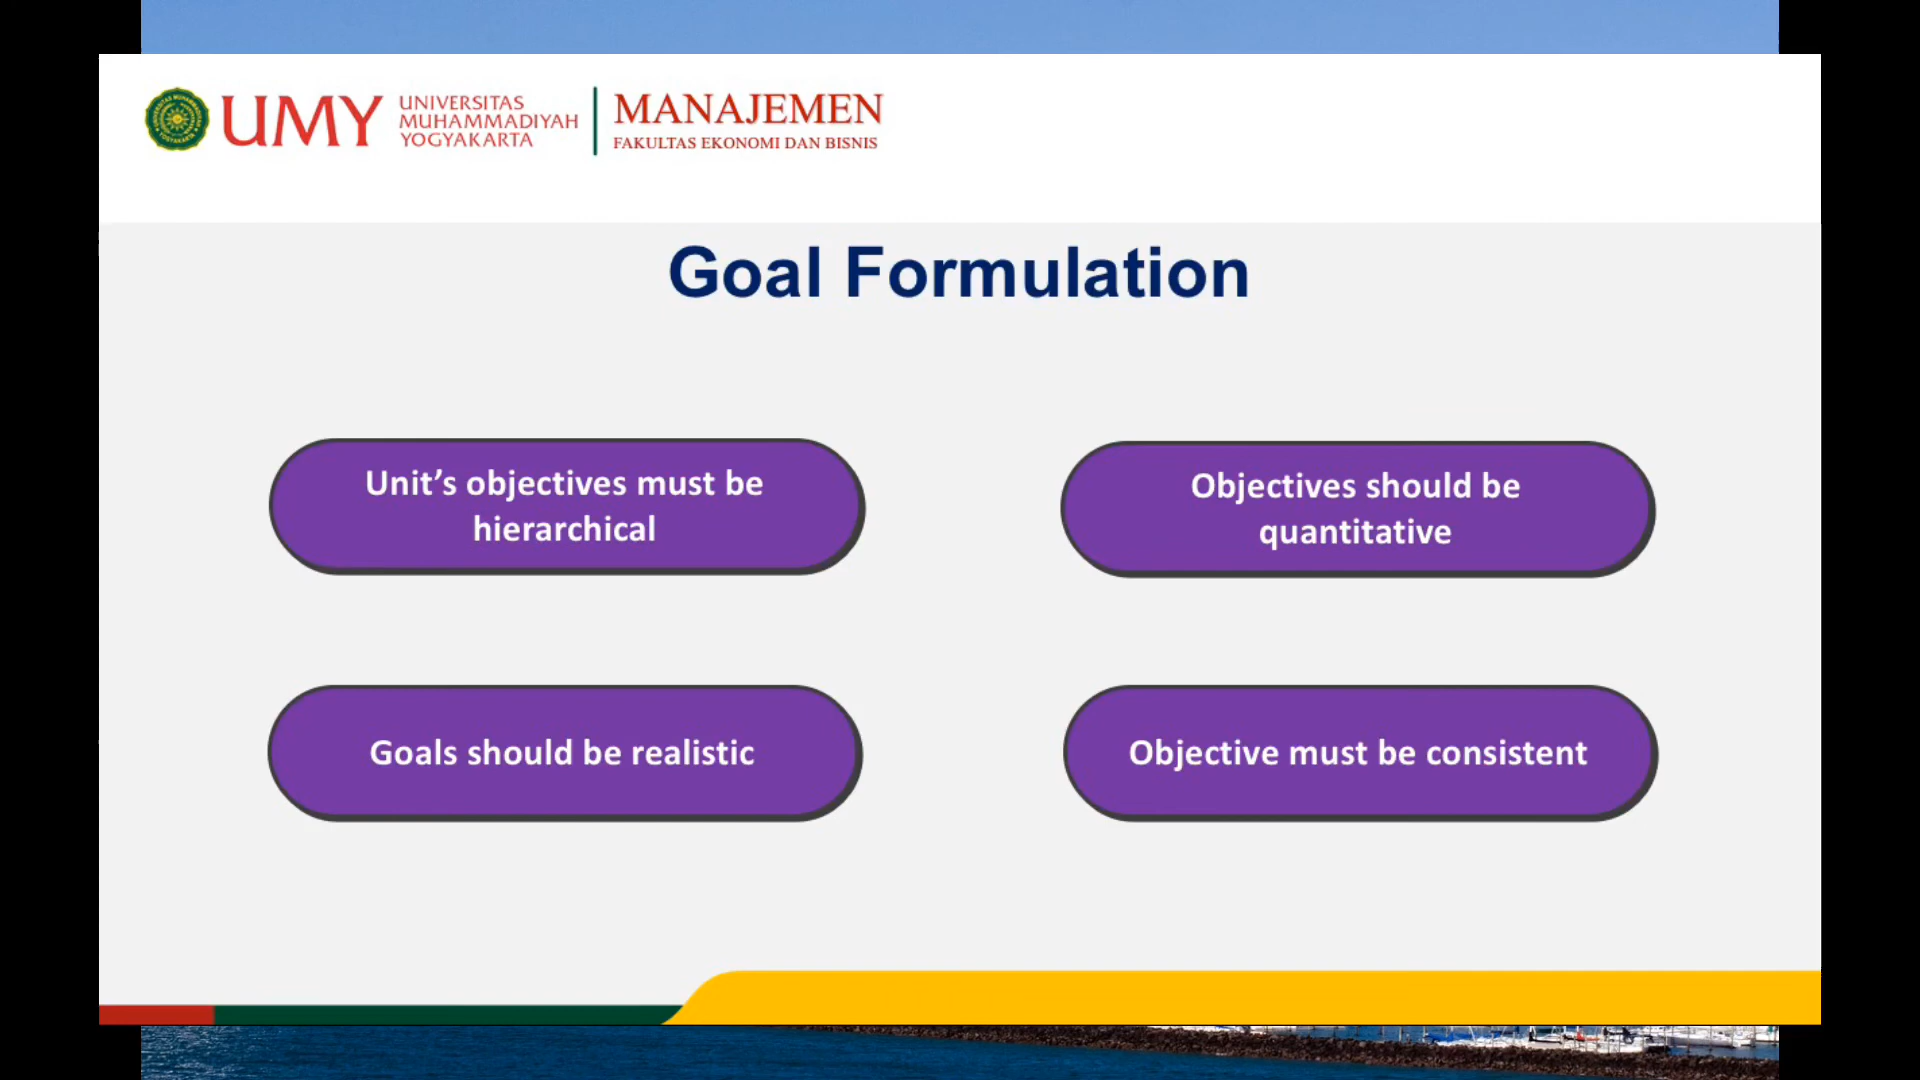 UMY
UNIVERSITAS
MUHAMMADIYAH
YOGYAKARTA
MANAJEMEN
FAKULTAS EKONOMI DAN BISNIS
Goal Formulation
Unit’s objectives must be
hierarchical
Objectives should be
quantitative
Goals should be realistic
Objective must be consistent